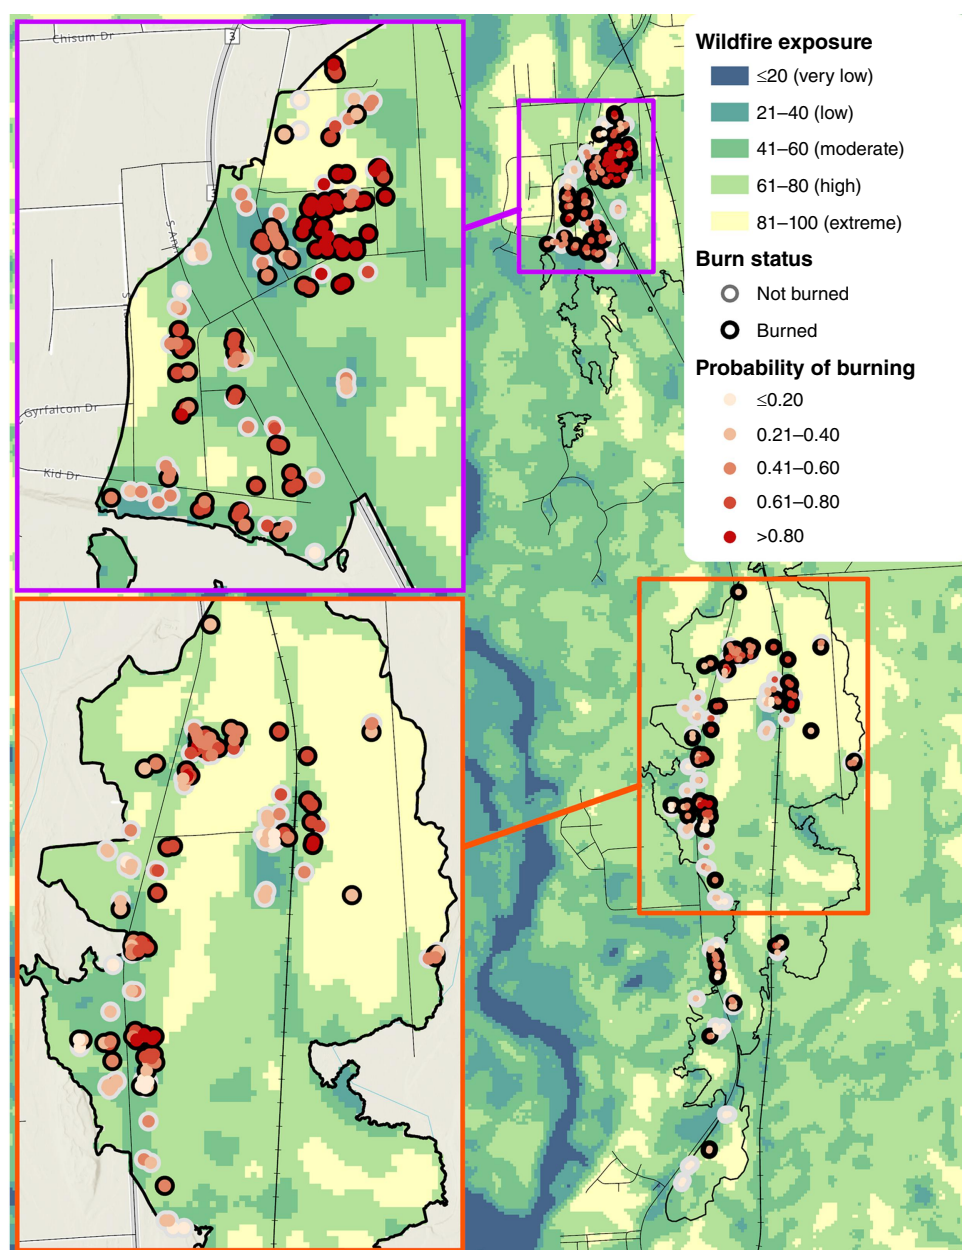 Chisum Dr
3
3
Gyrfalcon Dr
Kid Dr
Wildfire exposure
≤20 (very low)
21–40 (low)
41–60 (moderate)
61–80 (high)
81–100 (extreme)
Burn status
Not burned
Burned
Probability of burning
≤0.20
0.21–0.40
0.41–0.60
0.61–0.80
>0.80